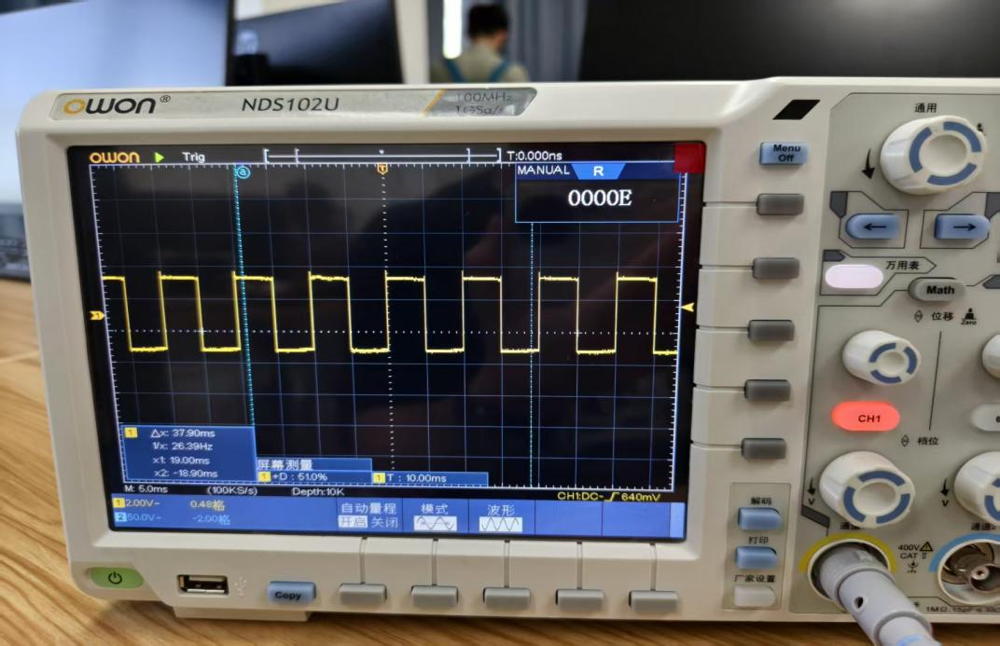 OWON® NDS102U 100MHz
1GSa/s
通用
OWON Trig T:0.000ns
MANUAL R
0000E
a
T
Menu
Off
← →
万用表
Math
位移
Zero
1
CH1
档位
1 Δx: 37.90ms
1/x: 26.39Hz
x1: 19.00ms
x2: -18.90ms
屏幕测量
1 +D : 51.0% 1 T : 10.00ms
M: 5.0ms (100KS/s) Depth:10K CH1:DC- 640mV
1 2.00V~ 0.48格
2 50.0V~ -2.00格
自动量程 模式 波形
开启 关闭
V V
解码
打印
厂家设置
400V
CAT II
Copy